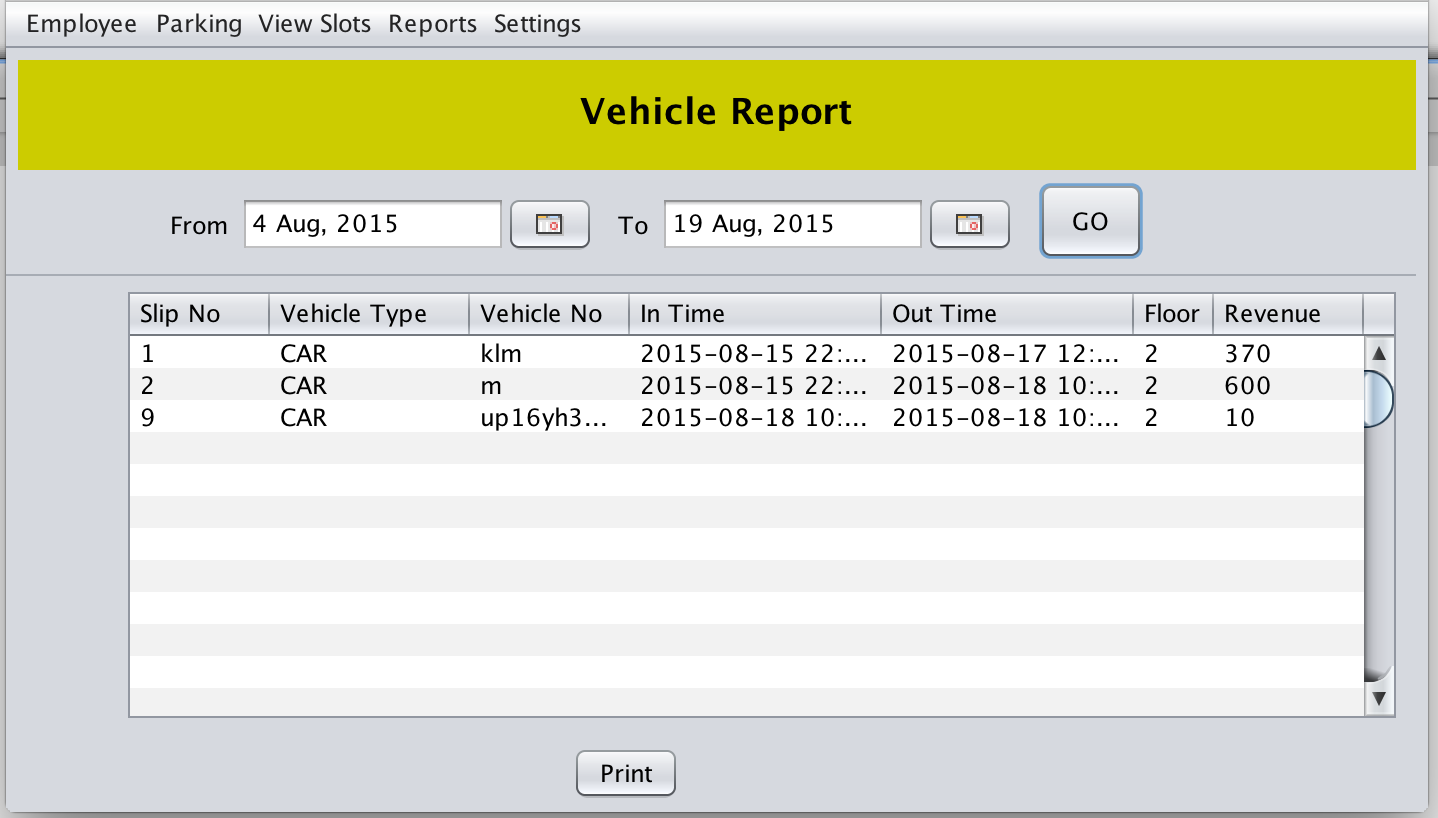 Employee Parking View Slots Reports Settings
Vehicle Report
From 4 Aug, 2015 To 19 Aug, 2015 GO
Slip No Vehicle Type Vehicle No In Time Out Time Floor Revenue
1 CAR klm 2015-08-15 22:... 2015-08-17 12:... 2 370
2 CAR m 2015-08-15 22:... 2015-08-18 10:... 2 600
9 CAR up16yh3... 2015-08-18 10:... 2015-08-18 10:... 2 10
Print